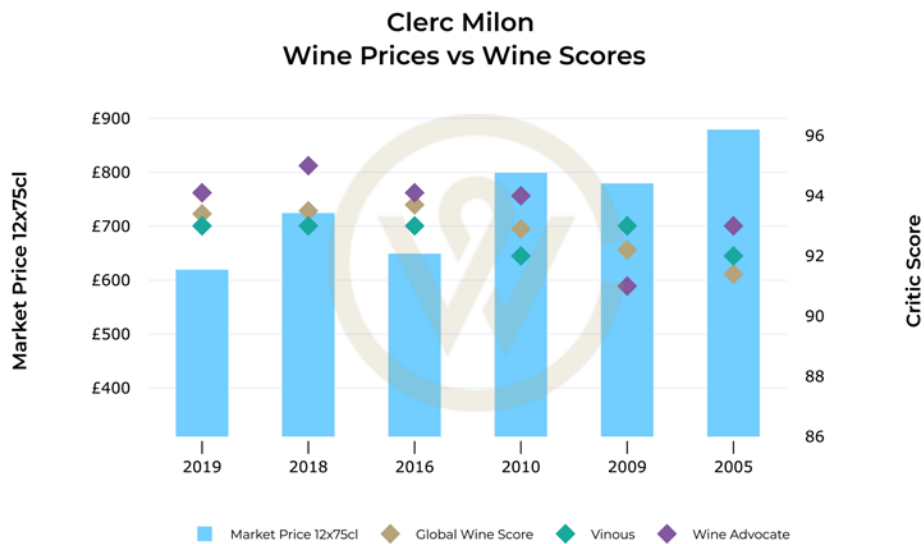 Clerc Milon
Wine Prices vs Wine Scores
Market Price 12x75cl
£900
£800
£700
£600
£500
£400
96
94
92
90
88
86
Critic Score
2019 2018 2016 2010 2009 2005
Market Price 12x75cl Global Wine Score Vinous Wine Advocate